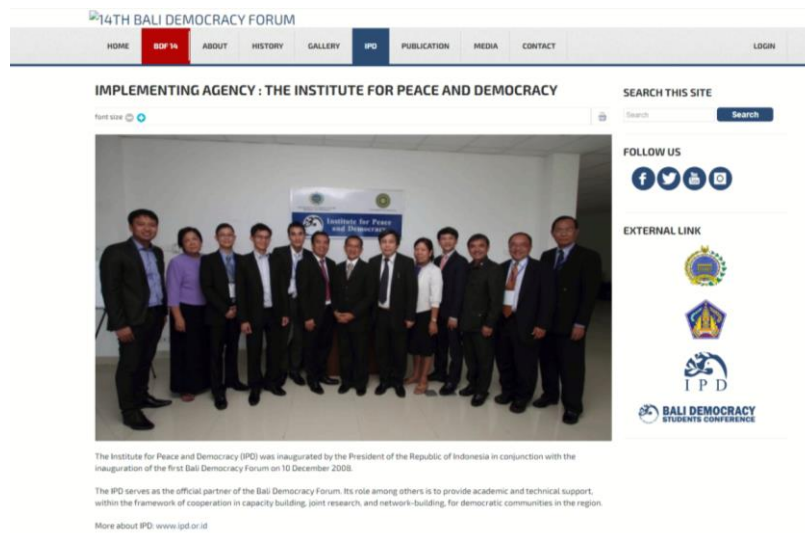 14TH BALI DEMOCRACY FORUM
HOME BDF 14 ABOUT HISTORY GALLERY IPD PUBLICATION MEDIA CONTACT LOGIN
IMPLEMENTING AGENCY : THE INSTITUTE FOR PEACE AND DEMOCRACY
font size
Institute for Peace
and Democracy
The Institute for Peace and Democracy (IPD) was inaugurated by the President of the Republic of Indonesia in conjunction with the
inauguration of the first Bali Democracy Forum on 10 December 2008.
The IPD serves as the official partner of the Bali Democracy Forum. Its role among others is to provide academic and technical support,
within the framework of cooperation in capacity building, joint research, and network-building, for democratic communities in the region.
More about IPD: www.ipd.or.id
SEARCH THIS SITE
Search Search
FOLLOW US
You
EXTERNAL LINK
IPD
BALI DEMOCRACY
STUDENTS CONFERENCE